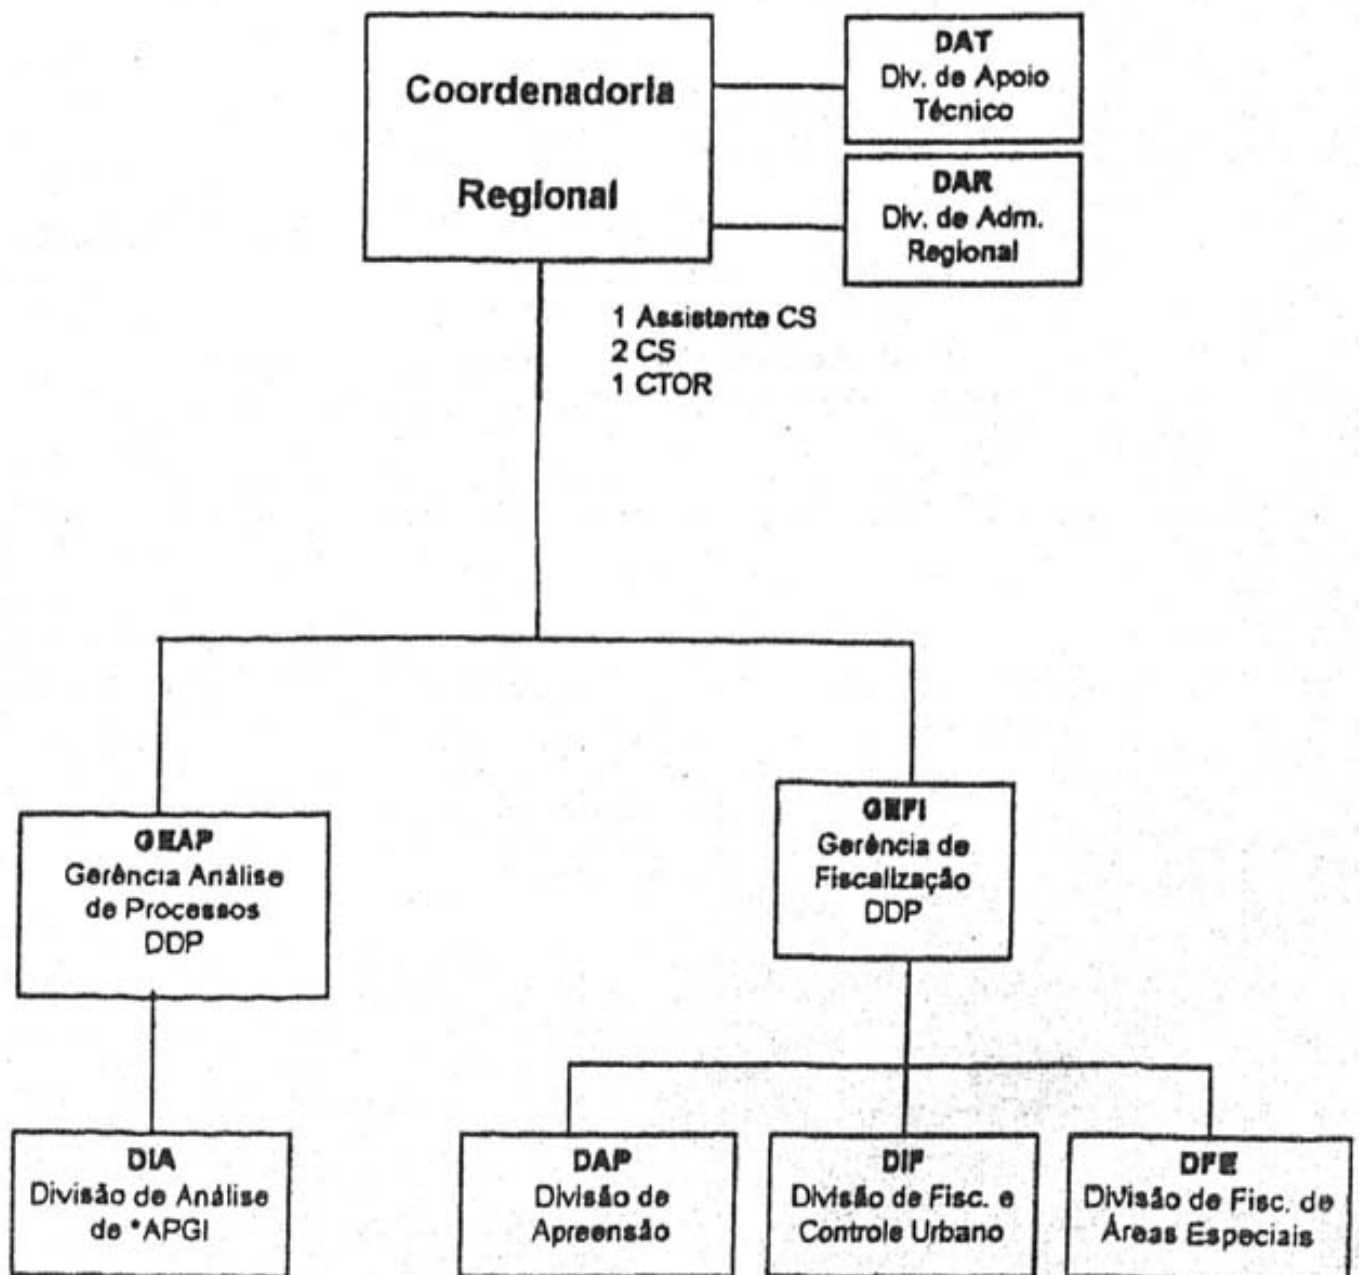 Coordenadoria
Regional
DAT
Div. de Apoio
Técnico
DAR
Div. de Adm.
Regional
1 Assistente CS
2 CS
1 CTOR
GEAP
Gerência Análise
de Processos
DDP
GEFI
Gerência de
Fiscalização
DDP
DIA
Divisão de Análise
de *APGI
DAP
Divisão de
Apreensão
DIF
Divisão de Fisc. e
Controle Urbano
DFE
Divisão de Fisc. de
Áreas Especiais